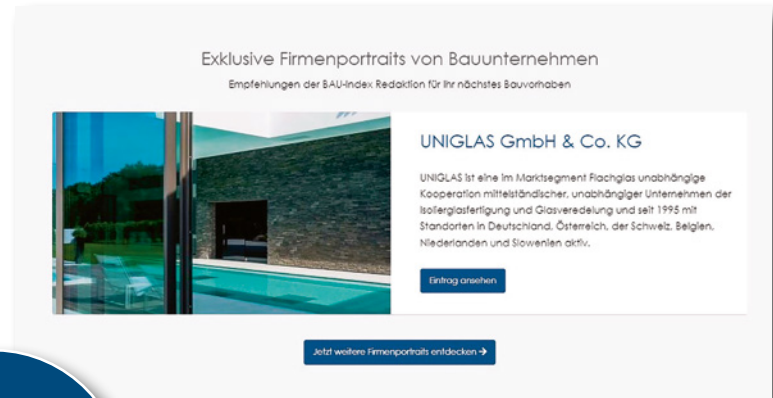 Exklusive Firmenportraits von Bauunternehmen
Empfehlungen der BAU-Index Redaktion für Ihr nächstes Bauvorhaben
UNIGLAS GmbH & Co. KG
UNIGLAS ist eine im Marktsegment Flachglas unabhängige
Kooperation mittelständischer, unabhängiger Unternehmen der
Isolierglasfertigung und Glasveredelung und seit 1995 mit
Standorten in Deutschland, Österreich, der Schweiz, Belgien,
Niederlanden und Slowenien aktiv.
Eintrag ansehen
Jetzt weitere Firmenportraits entdecken →